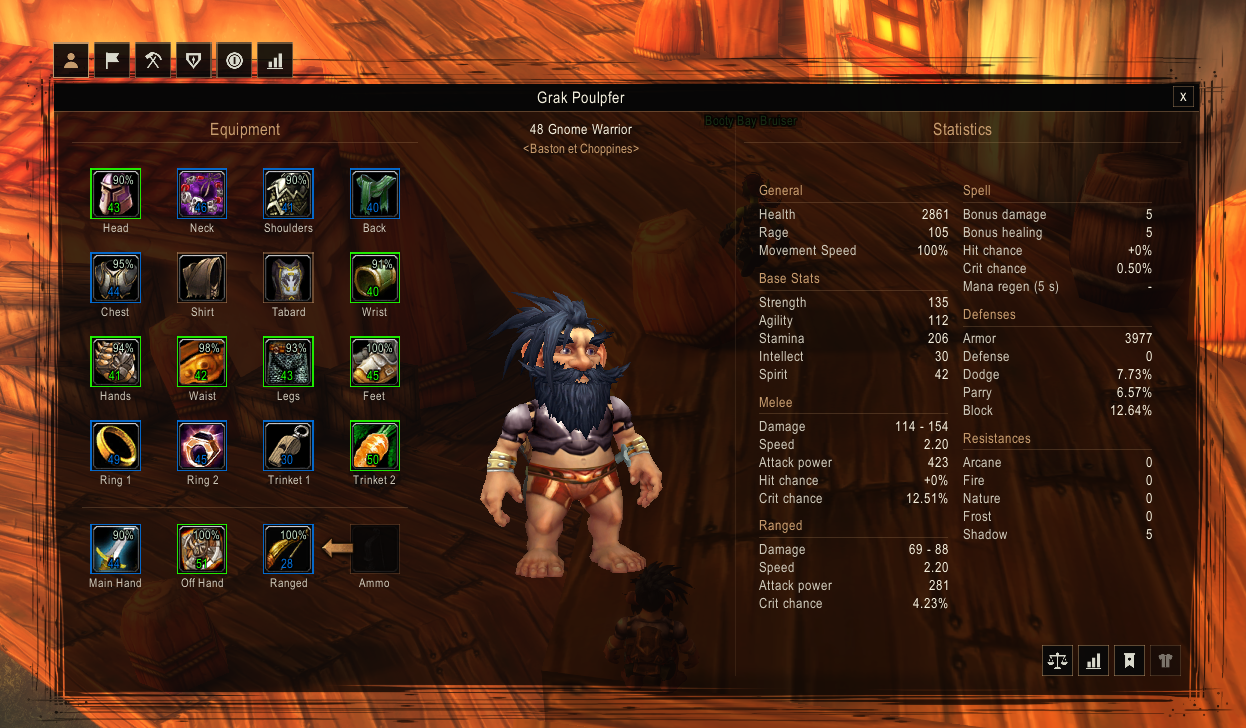 X
Grak Poulpfer
Equipment
48 Gnome Warrior
<Baston et Choppines>
Booty Bay Bruiser
Statistics
90%
43
Head
46
Neck
90%
41
Shoulders
40
Back
95%
44
Chest
Shirt
Tabard
91%
40
Wrist
94%
41
Hands
98%
42
Waist
93%
43
Legs
100%
45
Feet
49
Ring 1
45
Ring 2
30
Trinket 1
50
Trinket 2
90%
44
Main Hand
100%
51
Off Hand
100%
28
Ranged
Ammo
General
Health 2861
Rage 105
Movement Speed 100%
Base Stats
Strength 135
Agility 112
Stamina 206
Intellect 30
Spirit 42
Melee
Damage 114 - 154
Speed 2.20
Attack power 423
Hit chance +0%
Crit chance 12.51%
Ranged
Damage 69 - 88
Speed 2.20
Attack power 281
Crit chance 4.23%
Spell
Bonus damage 5
Bonus healing 5
Hit chance +0%
Crit chance 0.50%
Mana regen (5 s) -
Defenses
Armor 3977
Defense 0
Dodge 7.73%
Parry 6.57%
Block 12.64%
Resistances
Arcane 0
Fire 0
Nature 0
Frost 0
Shadow 5